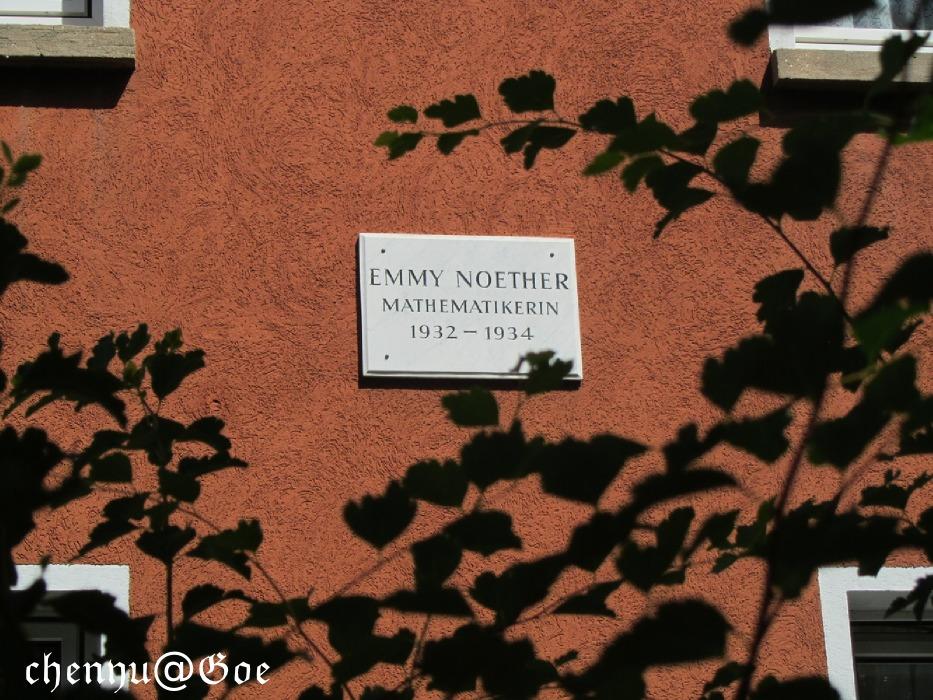 EMMY NOETHER
MATHEMATIKERIN
1932 – 1934
chenyu@Goe